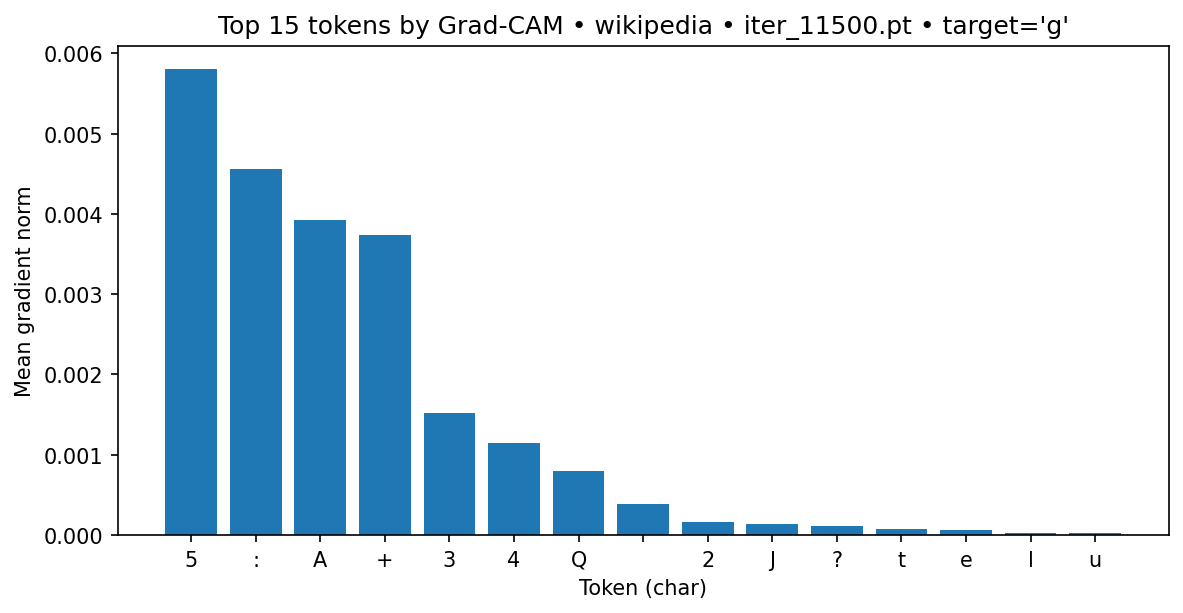 Top 15 tokens by Grad-CAM • wikipedia • iter_11500.pt • target='g'
Mean gradient norm
0.006
0.005
0.004
0.003
0.002
0.001
0.000
5 : A + 3 4 Q 2 J ? t e l u
Token (char)